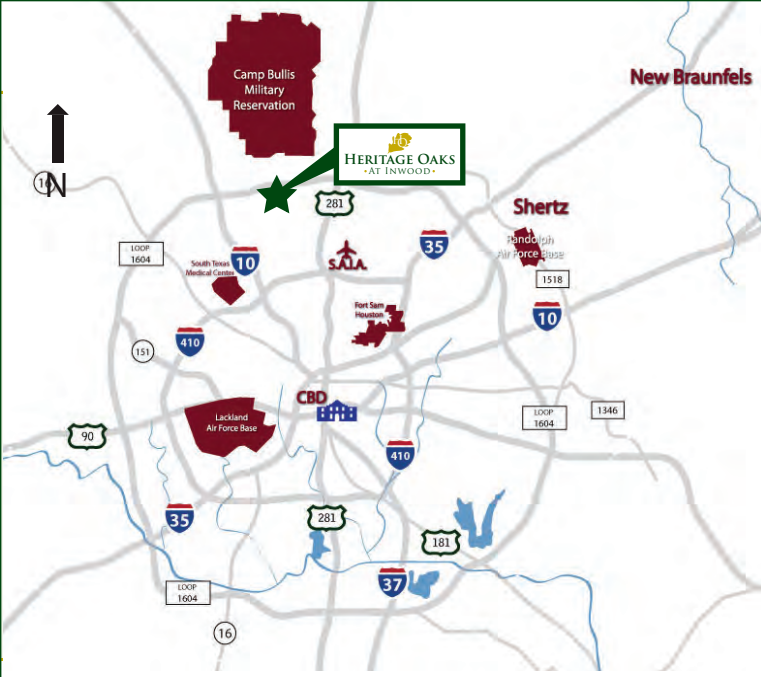 Camp Bullis
Military
Reservation
New Braunfels
HERITAGE OAKS
• AT INWOOD •
16
N
281
Shertz
35
Randolph
Air Force Base
LOOP
1604
South Texas
Medical Center
10
S.A.I.A.
1518
Fort Sam
Houston
10
410
151
CBD
LOOP
1604
1346
Lackland
Air Force Base
90
410
35
281
181
37
LOOP
1604
16